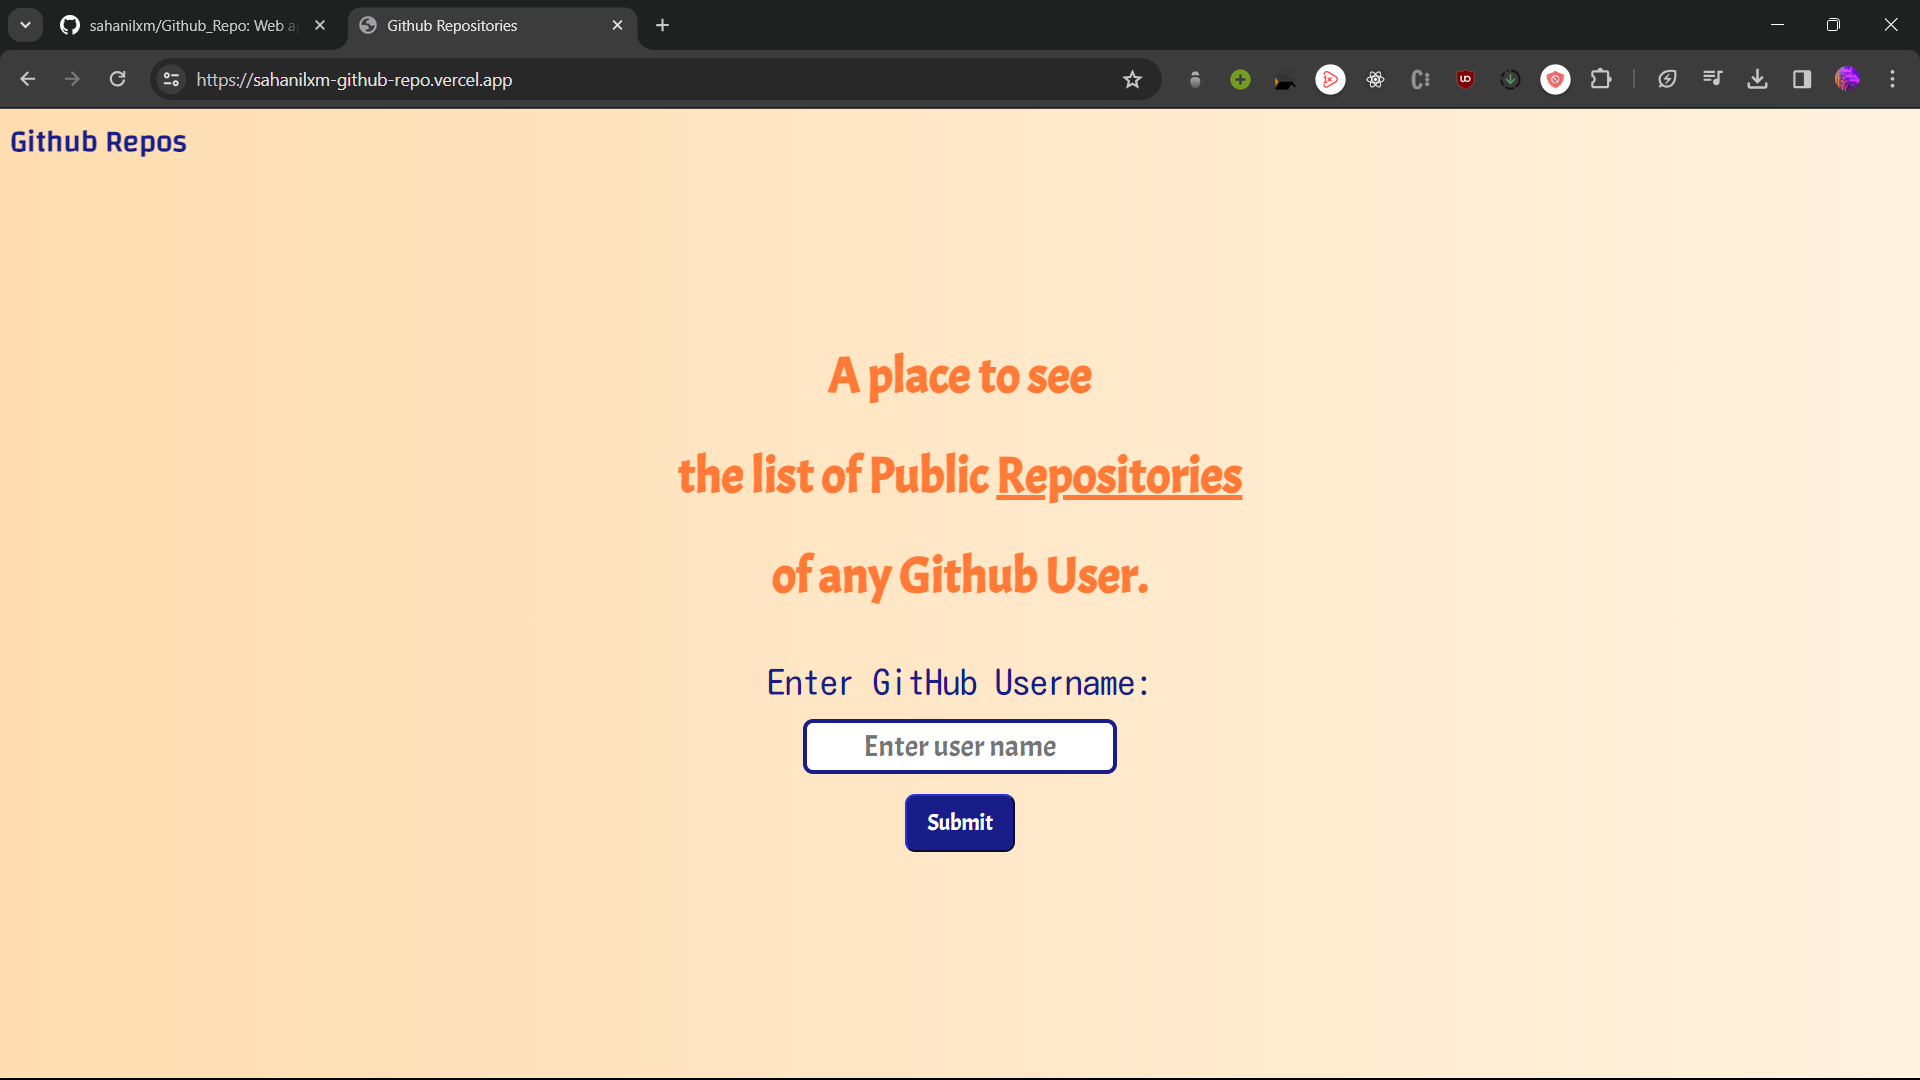 sahanilxm/Github_Repo: Web a
Github Repositories
https://sahanilxm-github-repo.vercel.app
Github Repos
A place to see
the list of Public Repositories
of any Github User.
Enter GitHub Username:
Enter user name
Submit